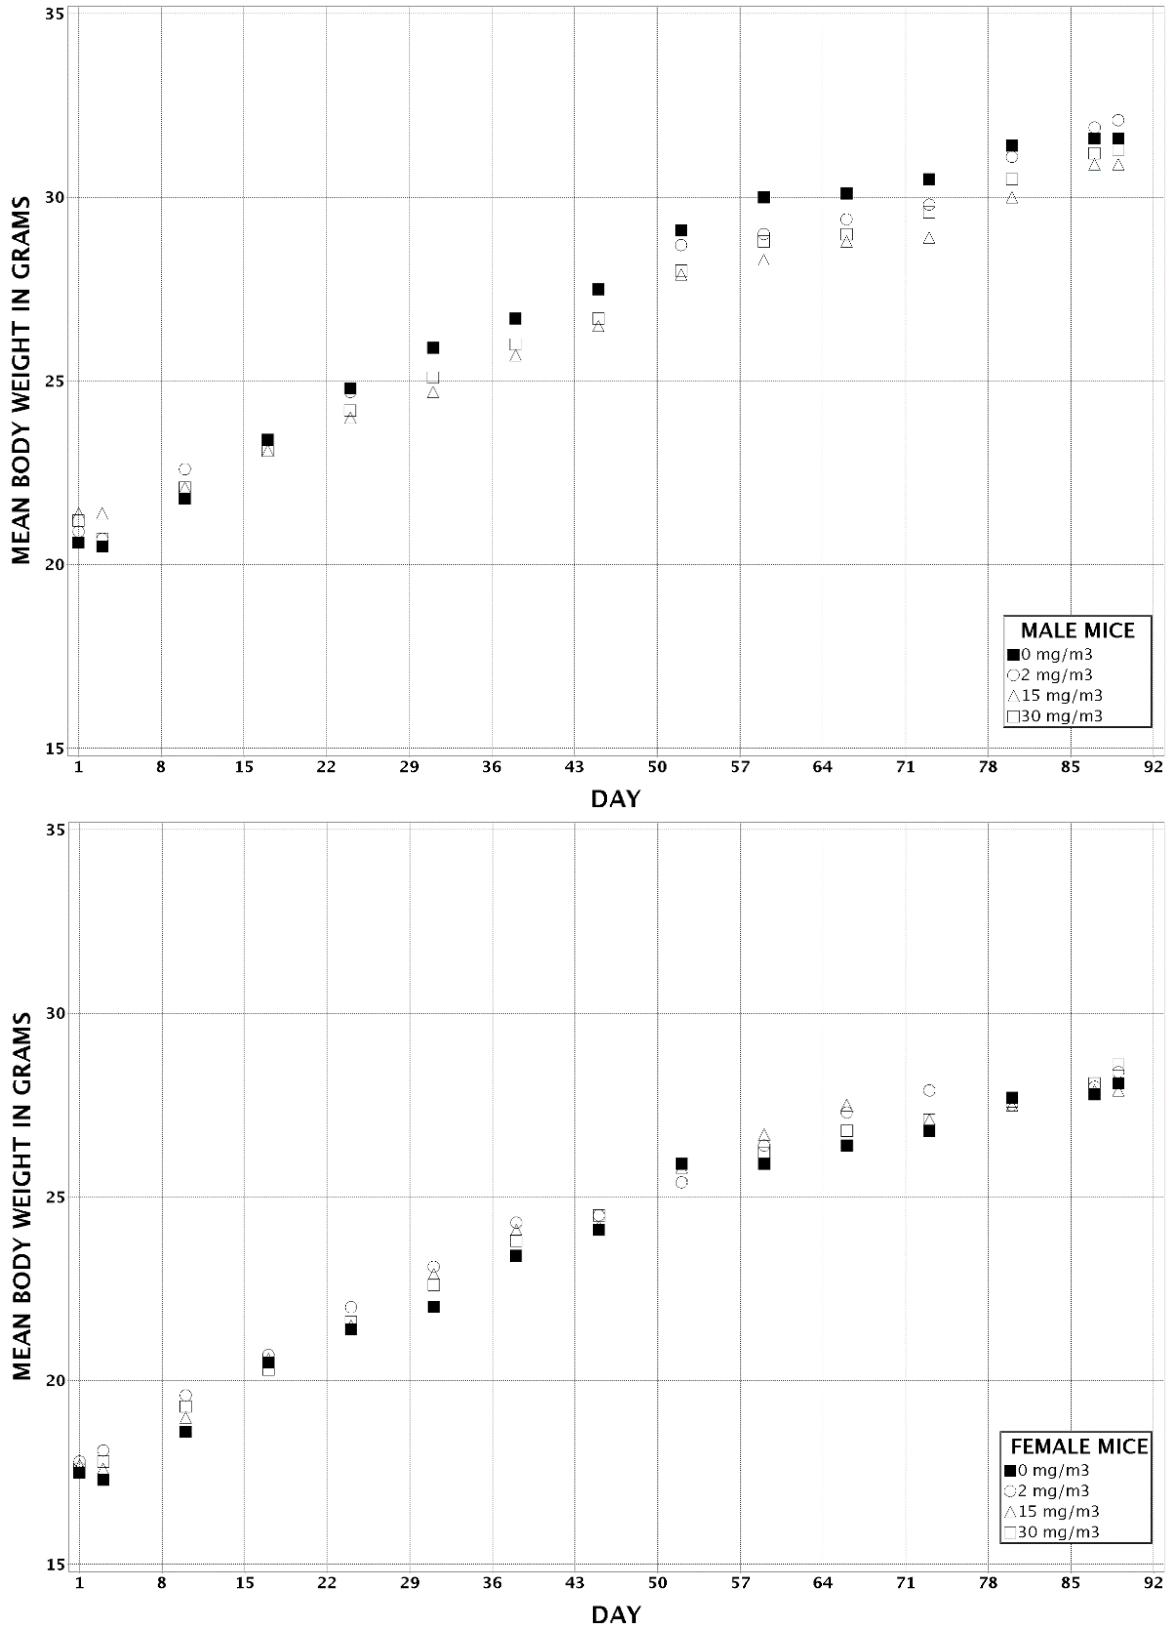 35
30
25
20
15
MEAN BODY WEIGHT IN GRAMS
MALE MICE
0 mg/m3
2 mg/m3
15 mg/m3
30 mg/m3
1 8 15 22 29 36 43 50 57 64 71 78 85 92
DAY
35
30
25
20
15
MEAN BODY WEIGHT IN GRAMS
FEMALE MICE
0 mg/m3
2 mg/m3
15 mg/m3
30 mg/m3
1 8 15 22 29 36 43 50 57 64 71 78 85 92
DAY